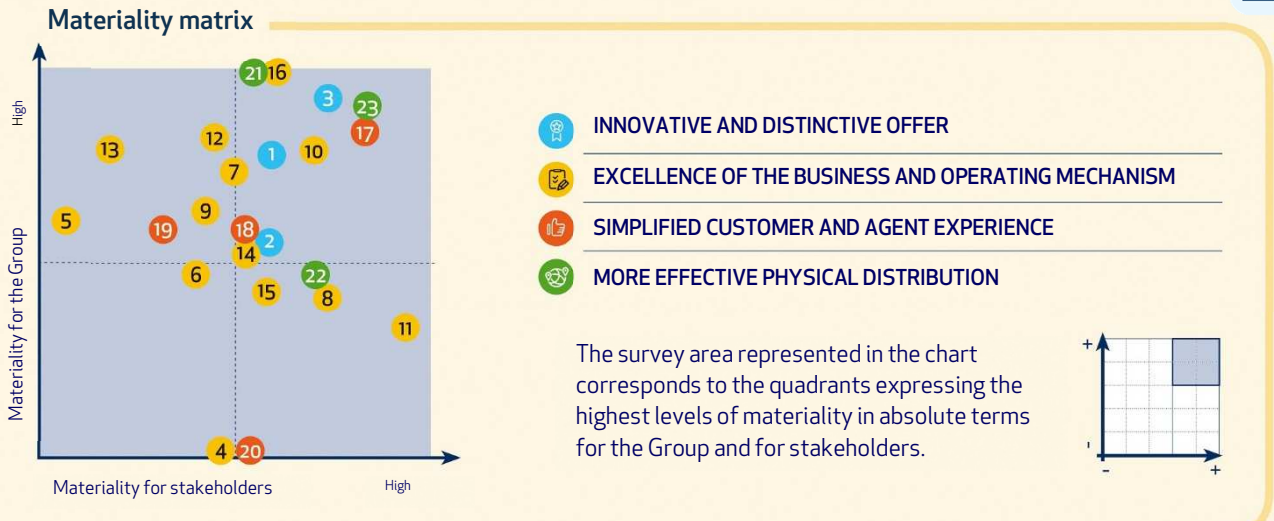 Materiality matrix
High
Materiality for the Group
21 16
3
23
17
12
13
1
10
7
9
5
19
18
2
14
6
22
15
8
11
4 20
Materiality for stakeholders
High
INNOVATIVE AND DISTINCTIVE OFFER
EXCELLENCE OF THE BUSINESS AND OPERATING MECHANISM
SIMPLIFIED CUSTOMER AND AGENT EXPERIENCE
MORE EFFECTIVE PHYSICAL DISTRIBUTION
The survey area represented in the chart
corresponds to the quadrants expressing the
highest levels of materiality in absolute terms
for the Group and for stakeholders.
+
'
- +